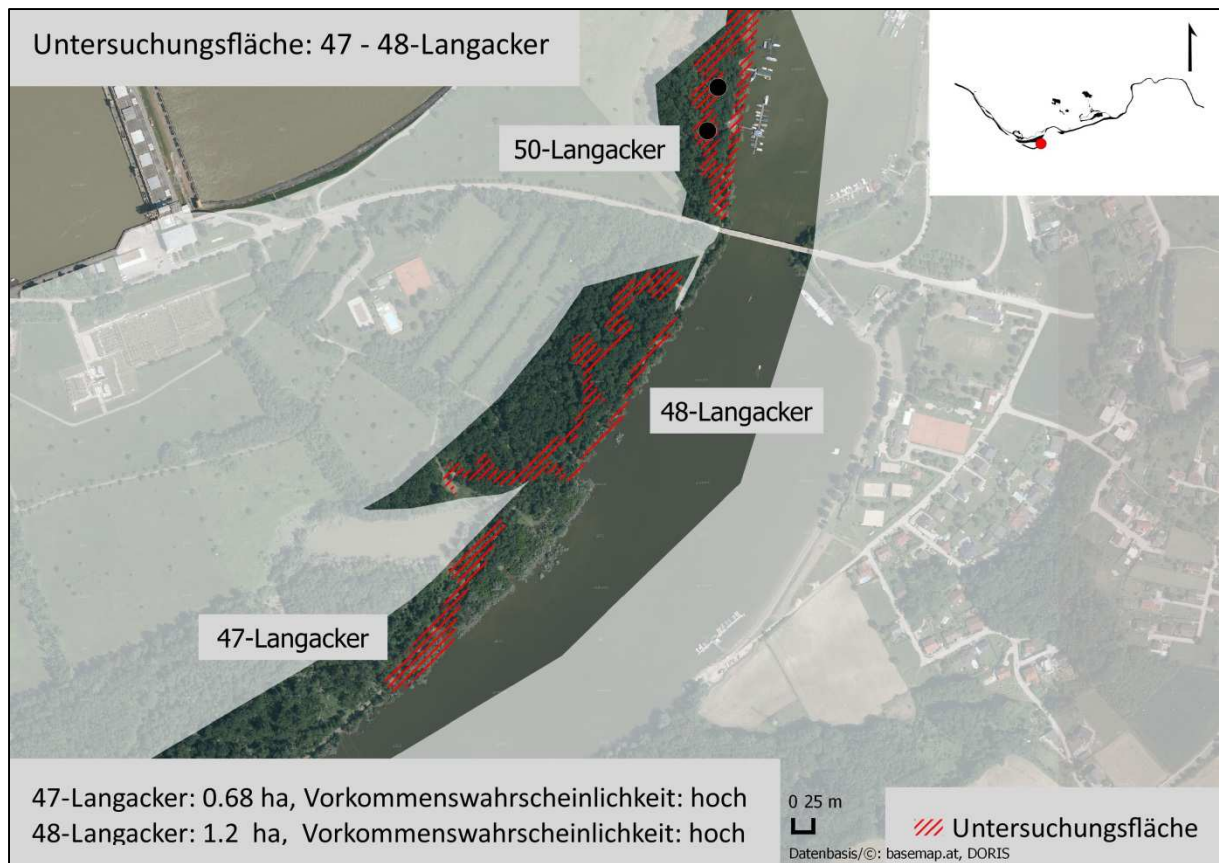 Untersuchungsfläche: 47 - 48-Langacker
50-Langacker
48-Langacker
47-Langacker
47-Langacker: 0.68 ha, Vorkommenswahrscheinlichkeit: hoch
48-Langacker: 1.2 ha, Vorkommenswahrscheinlichkeit: hoch
0 25 m
Untersuchungsfläche
Datenbasis/©: basemap.at, DORIS